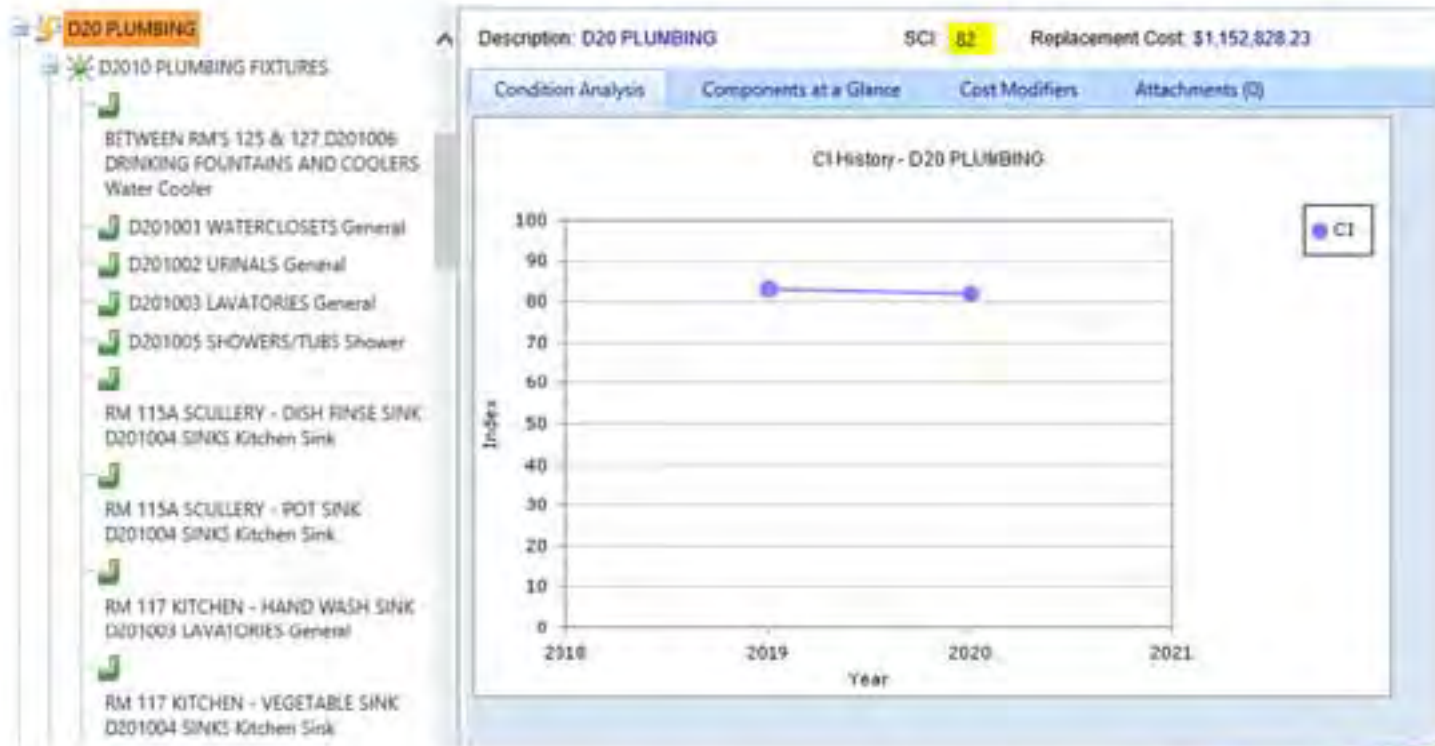 D20 PLUMBING
D2010 PLUMBING FIXTURES
BETWEEN RM'S 125 & 127 D201006
DRINKING FOUNTAINS AND COOLERS
Water Cooler
D201001 WATERCLOSETS General
D201002 URINALS General
D201003 LAVATORIES General
D201005 SHOWERS/TUBS Shower
RM 115A SCULLERY - DISH RINSE SINK
D201004 SINKS Kitchen Sink
RM 115A SCULLERY - POT SINK
D201004 SINKS Kitchen Sink
RM 117 KITCHEN - HAND WASH SINK
D201003 LAVATORIES General
RM 117 KITCHEN - VEGETABLE SINK
D201004 SINKS Kitchen Sink
Description: D20 PLUMBING SCI: 82 Replacement Cost: $1,152,828.23
Condition Analysis Components at a Glance Cost Modifiers Attachments (0)
CI History - D20 PLUMBING
CI
100
90
80
70
60
50
40
30
20
10
0
Index
2018 2019 2020 2021
Year